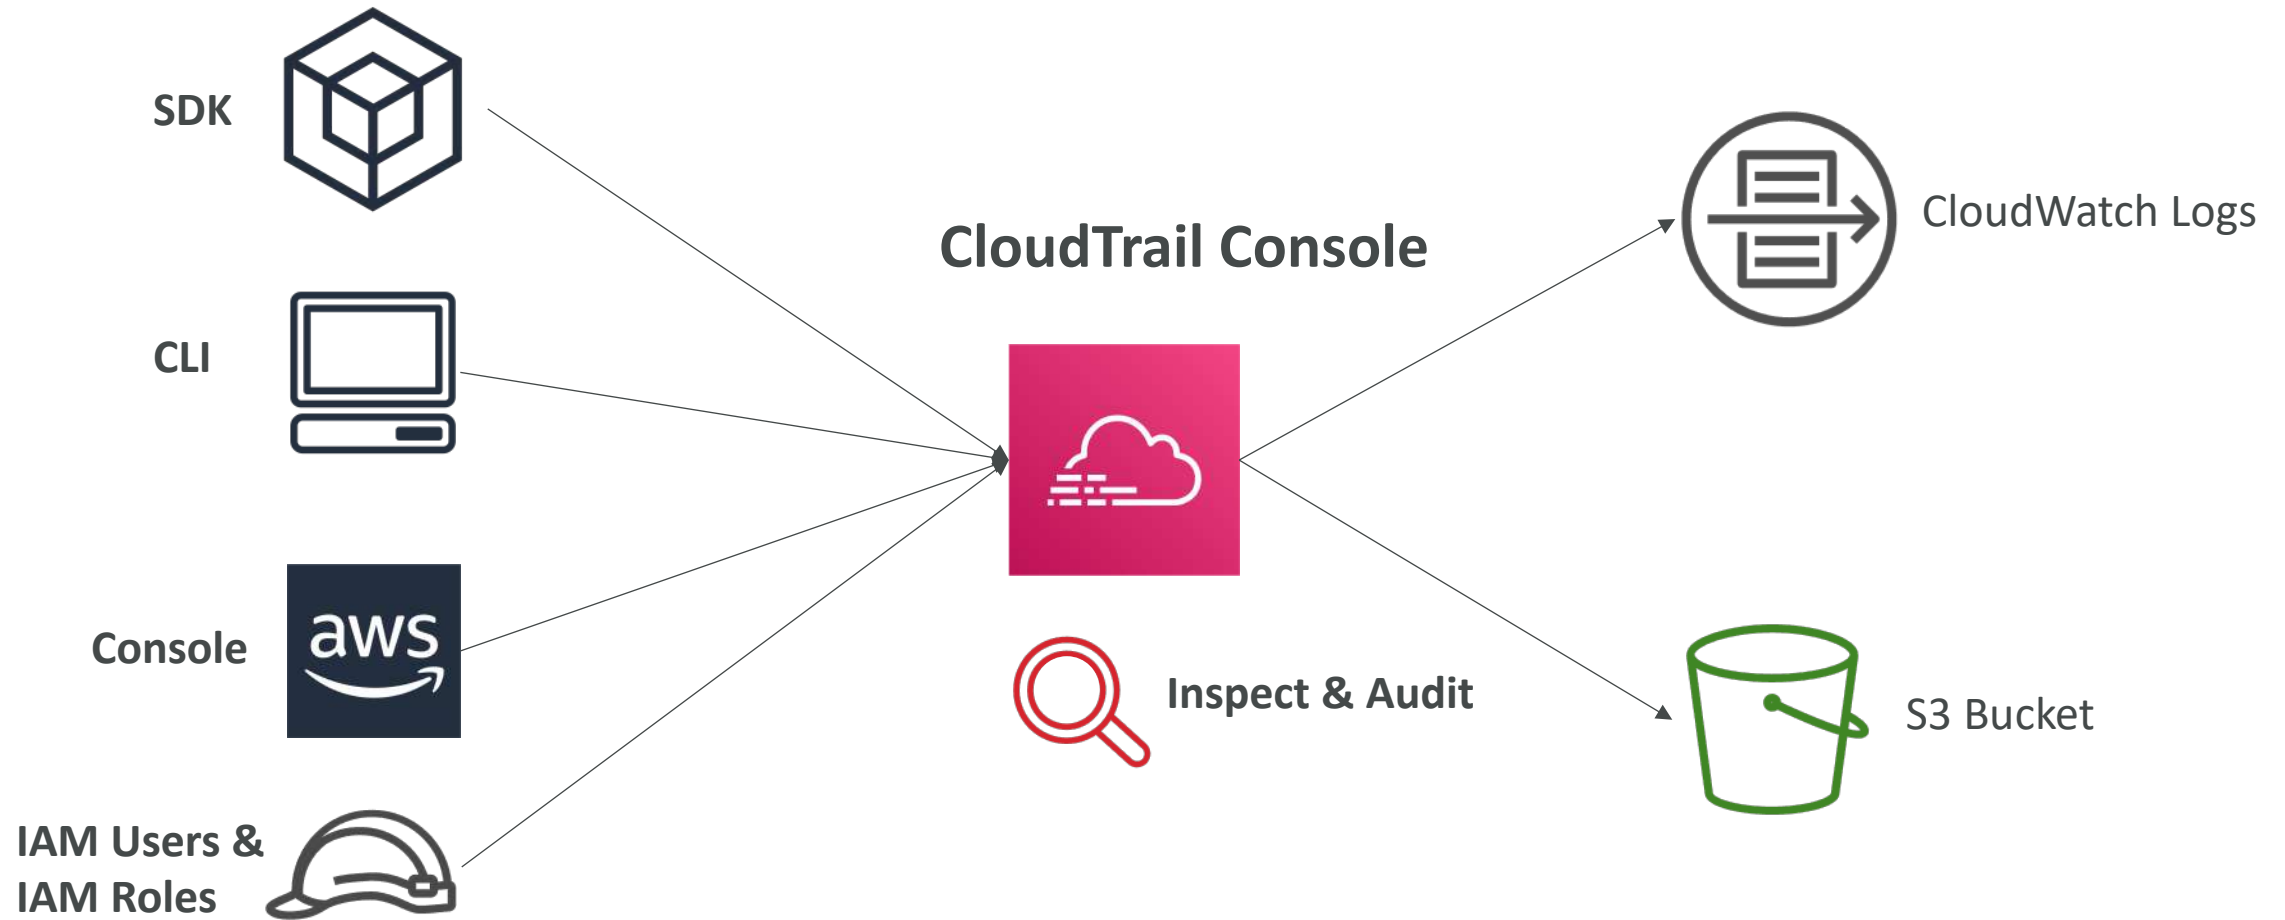 SDK
CLI
Console
aws
IAM Users &
IAM Roles
CloudTrail Console
Inspect & Audit
CloudWatch Logs
S3 Bucket